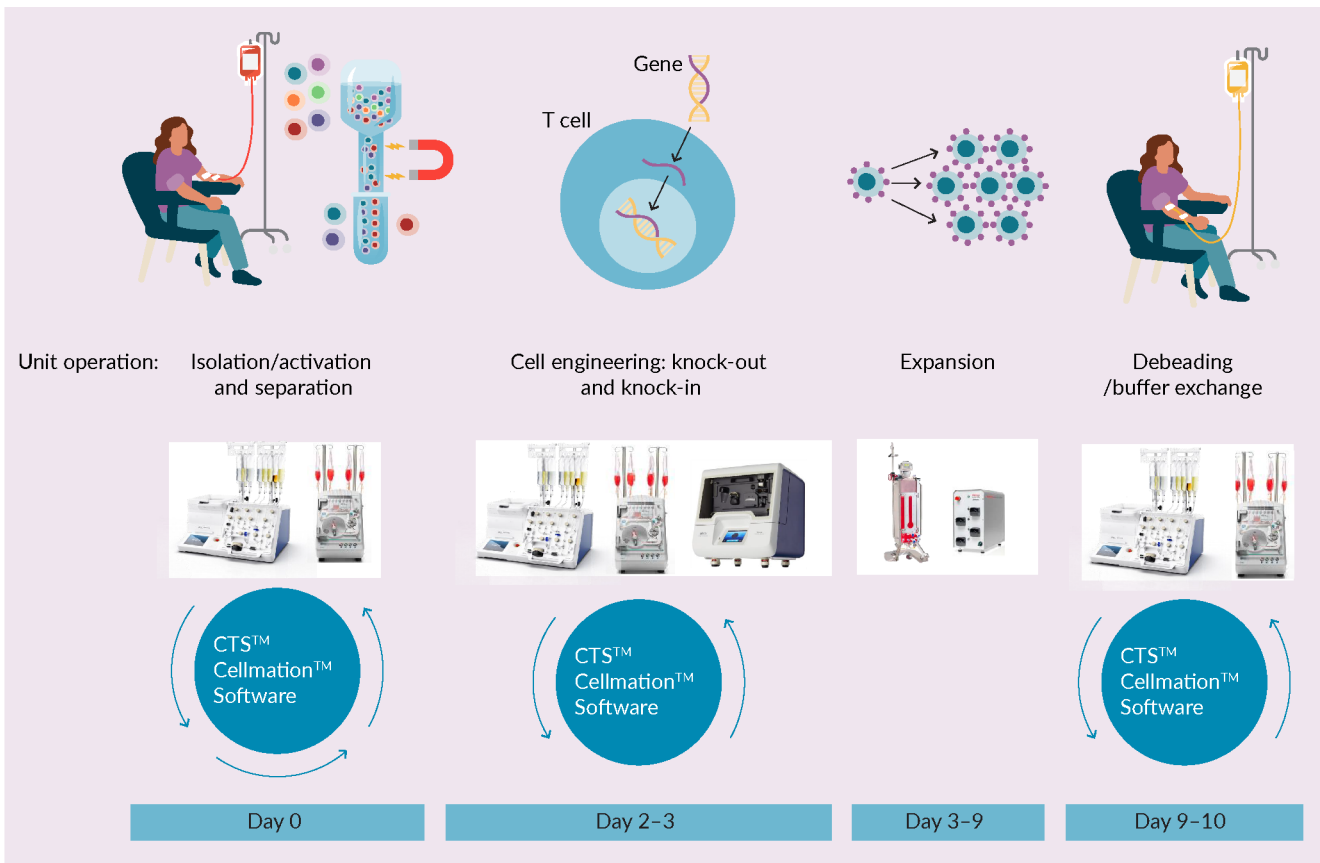 Gene
T cell
Unit operation:
Isolation/activation
and separation
Cell engineering: knock-out
and knock-in
Expansion
Debeading
/buffer exchange
CTS™
Cellmation™
Software
CTS™
Cellmation™
Software
CTS™
Cellmation™
Software
Day 0
Day 2–3
Day 3–9
Day 9–10